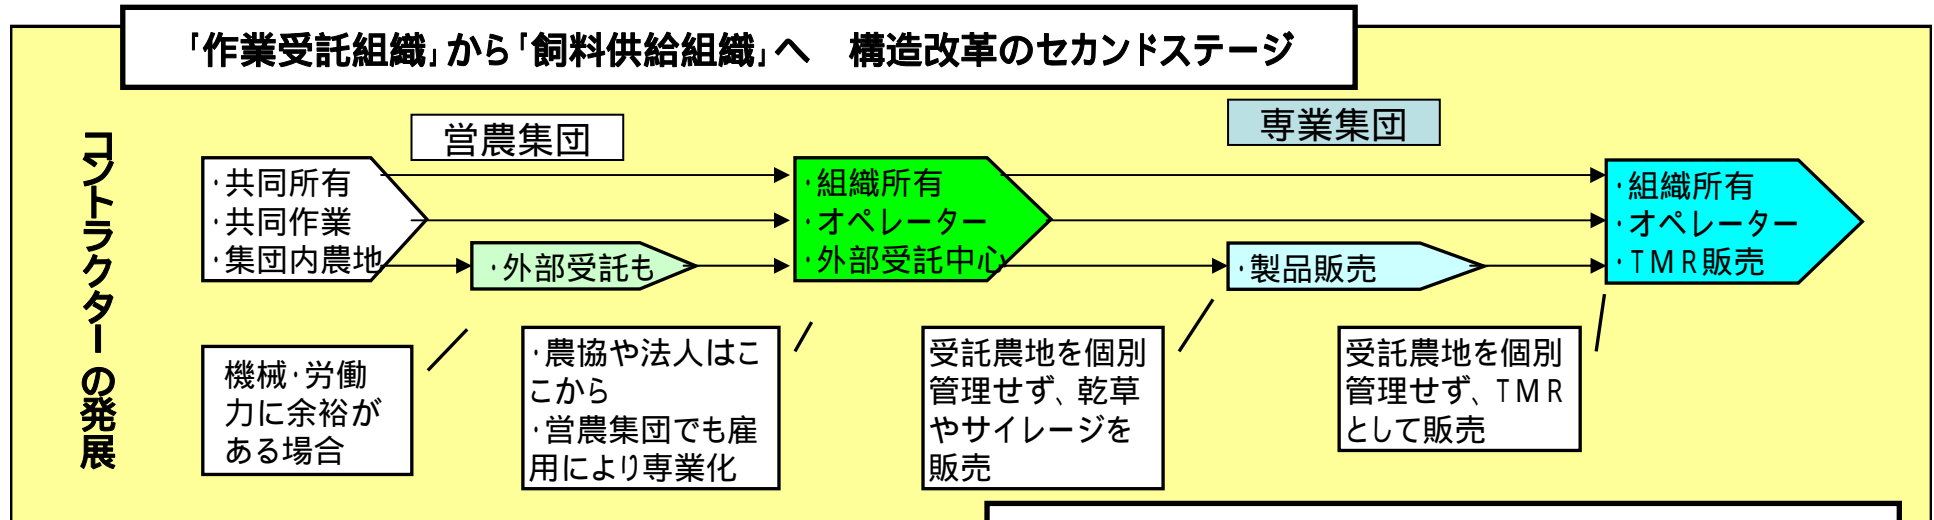 「作業受託組織」から「飼料供給組織」へ　構造改革のセカンドステージ
コントラクターの発展
営農集団
専業集団
・共同所有
・共同作業
・集団内農地
・外部受託も
・組織所有
・オペレーター
・外部受託中心
・製品販売
・組織所有
・オペレーター
・TMR販売
機械・労働
力に余裕が
ある場合
・農協や法人はこ
こから
・営農集団でも雇
用により専業化
受託農地を個別
管理せず、乾草
やサイレージを
販売
受託農地を個別
管理せず、TMR
として販売